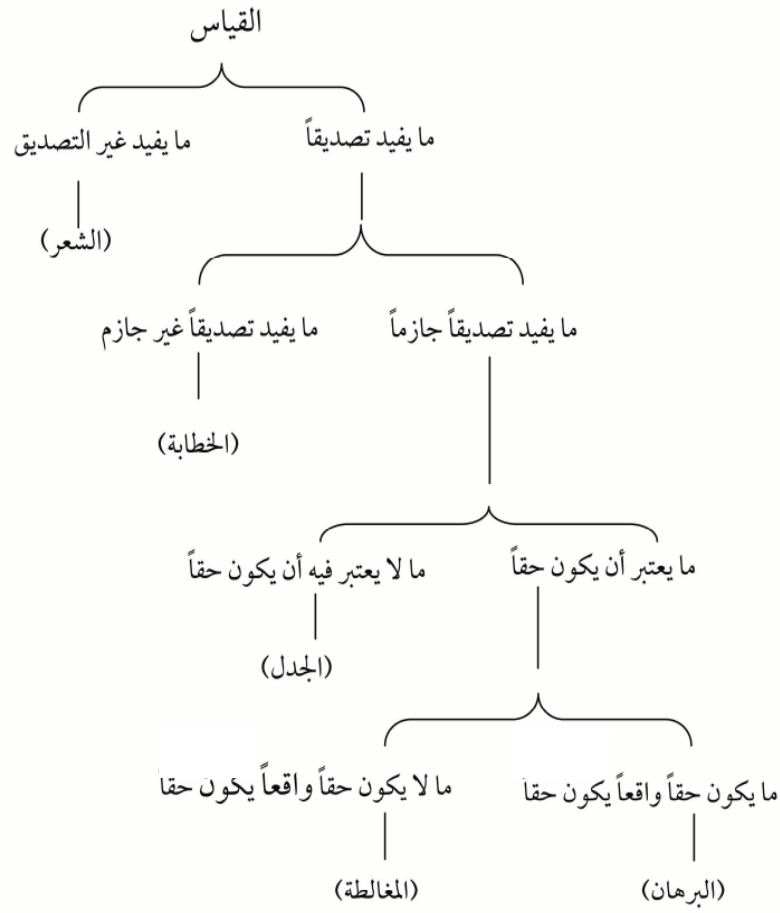 القياس
ما يفيد تصديقاً
ما يفيد غير التصديق
(الشعر)
ما يفيد تصديقاً جازماً
ما يفيد تصديقاً غير جازم
(الخطابة)
ما يعتبر أن يكون حقاً
ما لا يعتبر فيه أن يكون حقاً
(الجدل)
ما يكون حقاً واقعاً يكون حقاً
ما لا يكون حقاً واقعاً يكون حقاً
(البرهان)
(المغالطة)